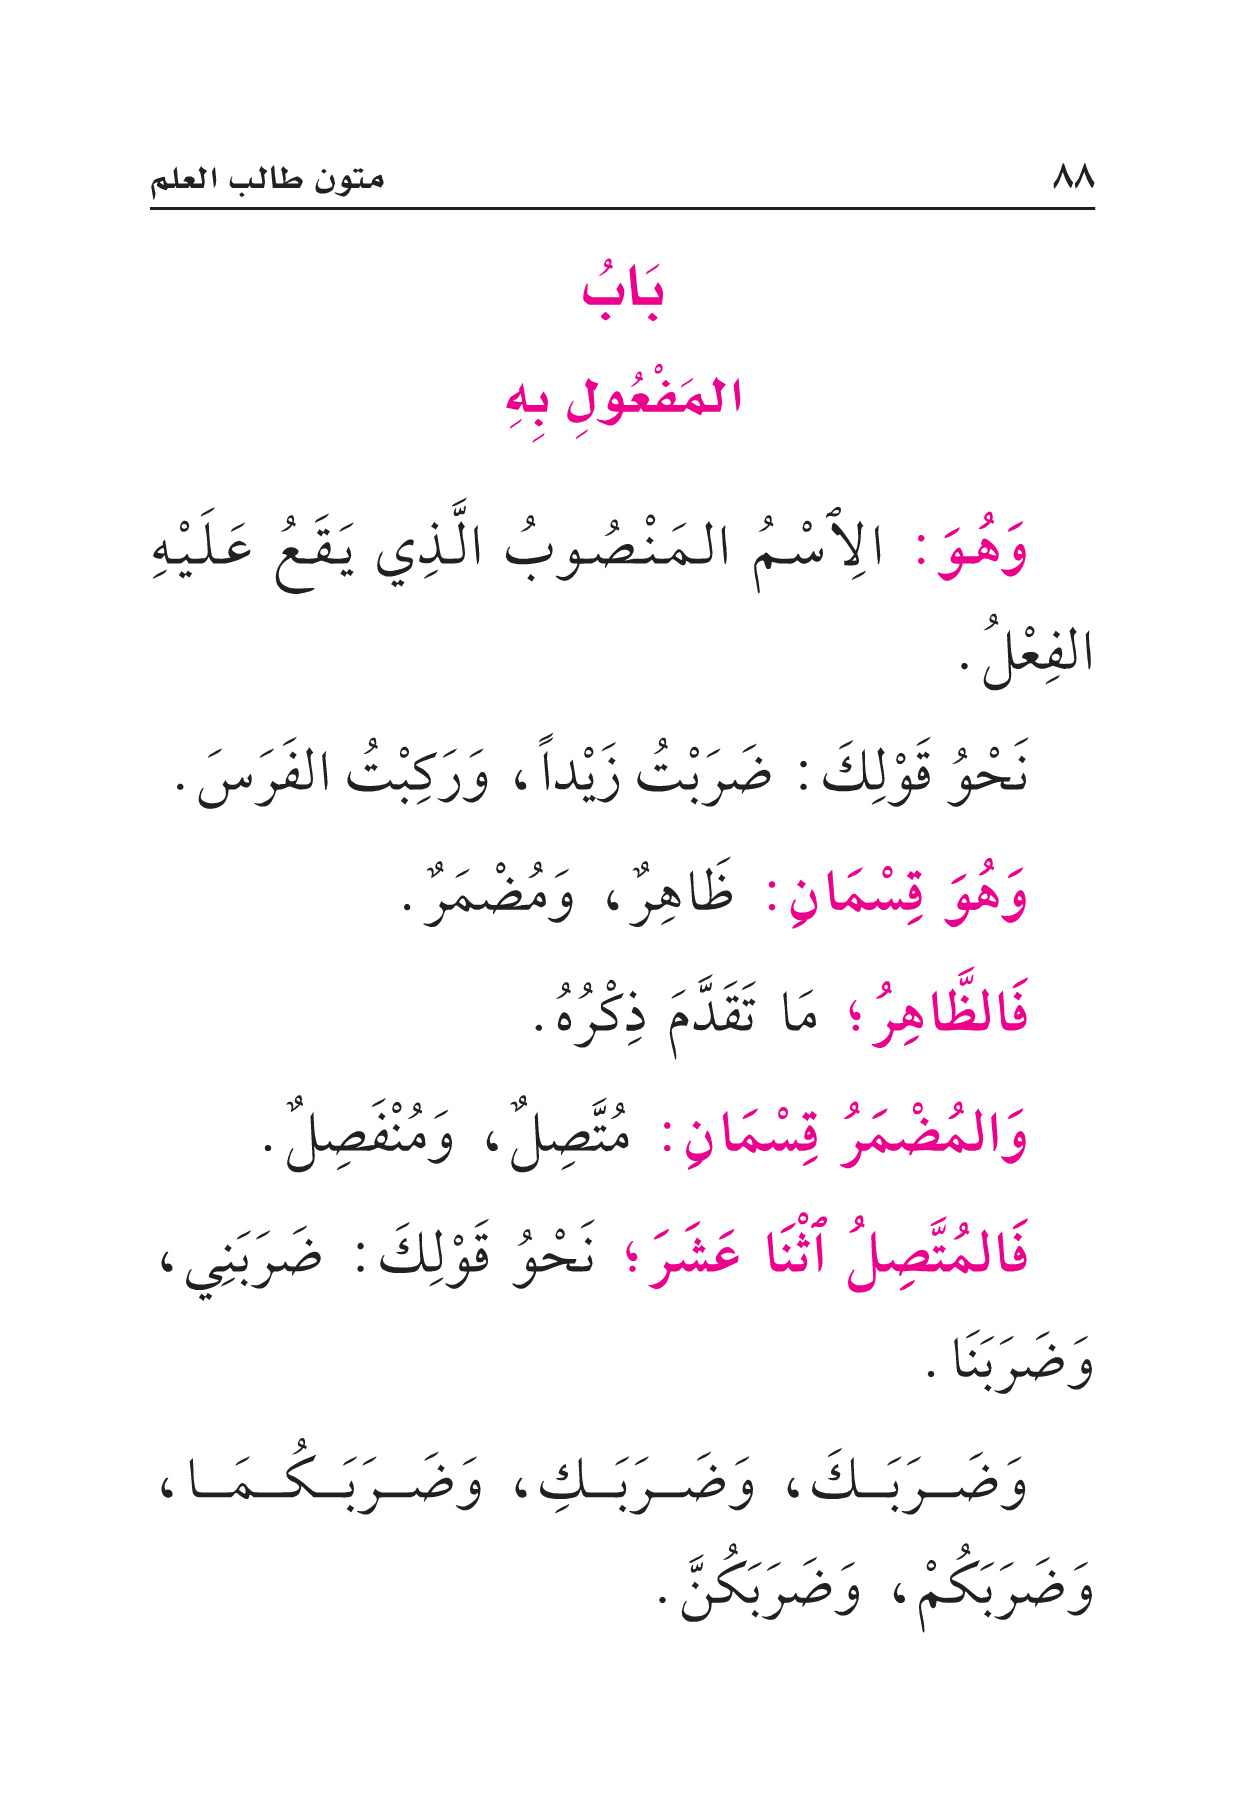 ٨٨ متون طالب العلم
بَابُ
المَفْعُولِ بِهِ
وَهُوَ: الِٱسْمُ المَنْصُوبُ الَّذِي يَقَعُ عَلَيْهِ
الفِعْلُ.
نَحْوُ قَوْلِكَ: ضَرَبْتُ زَيْداً، وَرَكِبْتُ الفَرَسَ.
وَهُوَ قِسْمَانِ: ظَاهِرٌ، وَمُضْمَرٌ.
فَالظَّاهِرُ؛ مَا تَقَدَّمَ ذِكْرُهُ.
وَالمُضْمَرُ قِسْمَانِ: مُتَّصِلٌ، وَمُنْفَصِلٌ.
فَالمُتَّصِلُ ٱثْنَا عَشَرَ؛ نَحْوُ قَوْلِكَ: ضَرَبَنِي،
وَضَرَبَنَا.
وَضَرَبَكَ، وَضَرَبَكِ، وَضَرَبَكُمَا،
وَضَرَبَكُمْ، وَضَرَبَكُنَّ.